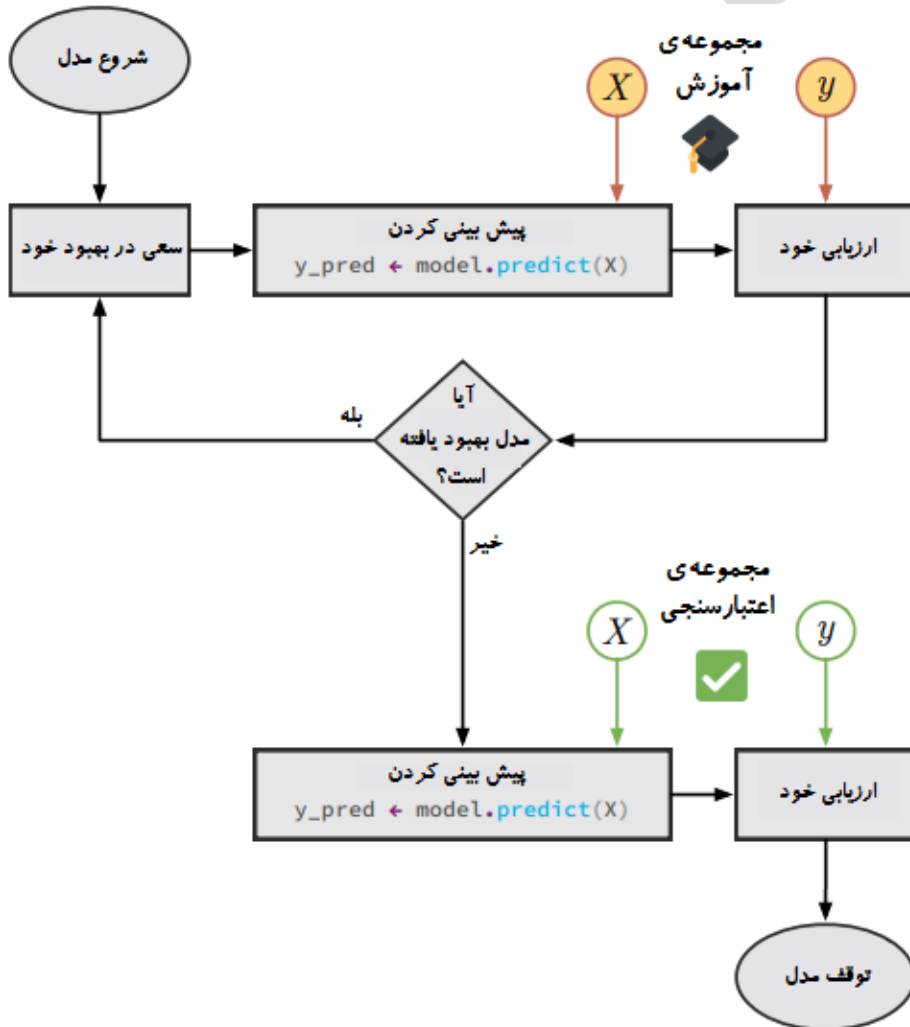 شروع مدل
مجموعه‌ی
آموزش
X
y
سعی در بهبود خود
پیش بینی کردن
y_pred ← model.predict(X)
ارزیابی خود
آیا
مدل بهبود یافته
است؟
بله
خیر
مجموعه‌ی
اعتبارسنجی
X
y
پیش بینی کردن
y_pred ← model.predict(X)
ارزیابی خود
توقف مدل